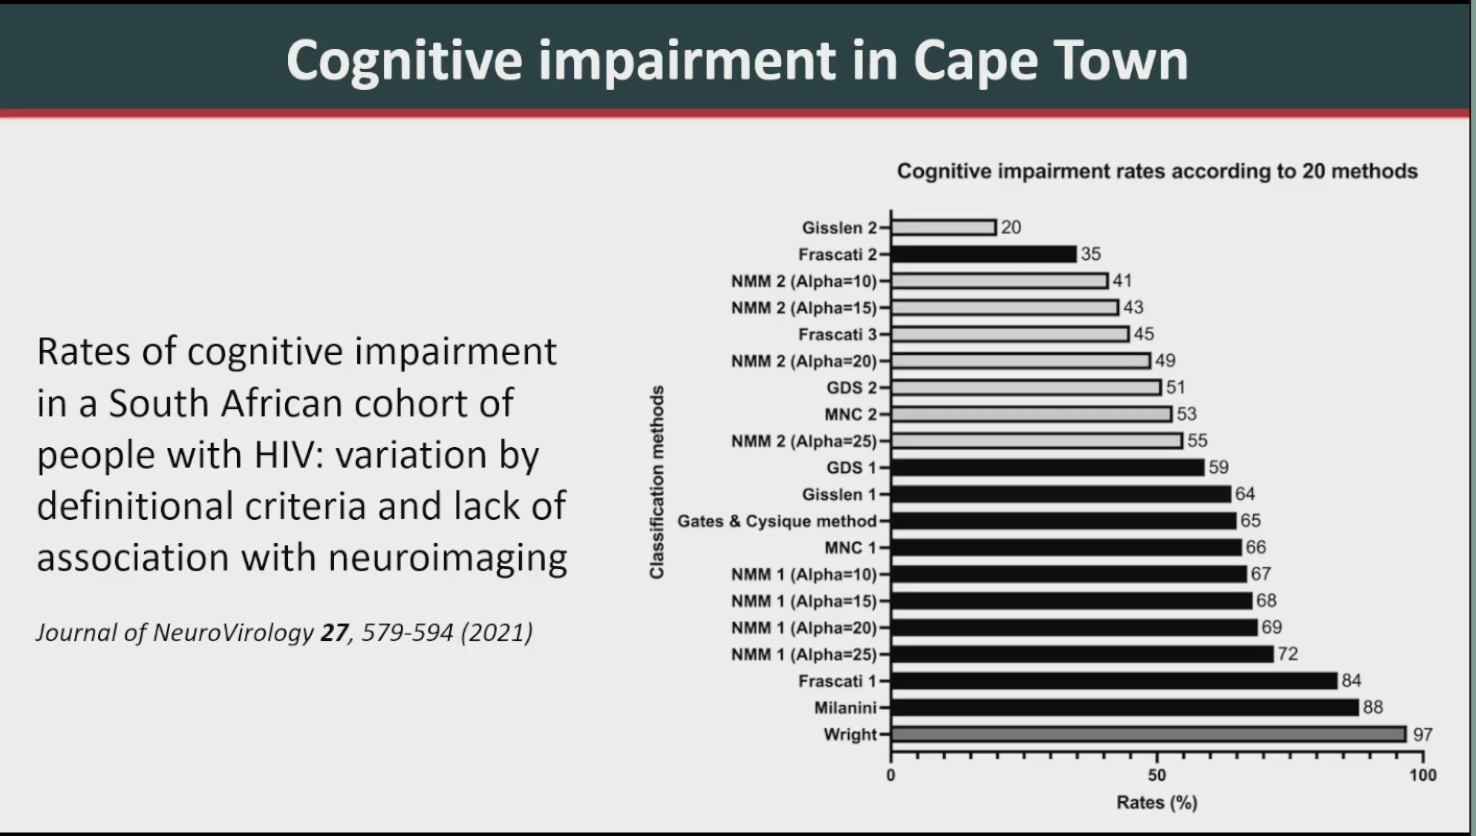 Cognitive impairment in Cape Town
Rates of cognitive impairment
in a South African cohort of
people with HIV: variation by
definitional criteria and lack of
association with neuroimaging
Journal of NeuroVirology 27, 579-594 (2021)
Cognitive impairment rates according to 20 methods
Classification methods
Gisslen 2 20
Frascati 2 35
NMM 2 (Alpha=10) 41
NMM 2 (Alpha=15) 43
Frascati 3 45
NMM 2 (Alpha=20) 49
GDS 2 51
MNC 2 53
NMM 2 (Alpha=25) 55
GDS 1 59
Gisslen 1 64
Gates & Cysique method 65
MNC 1 66
NMM 1 (Alpha=10) 67
NMM 1 (Alpha=15) 68
NMM 1 (Alpha=20) 69
NMM 1 (Alpha=25) 72
Frascati 1 84
Milanini 88
Wright 97
0 50 100
Rates (%)